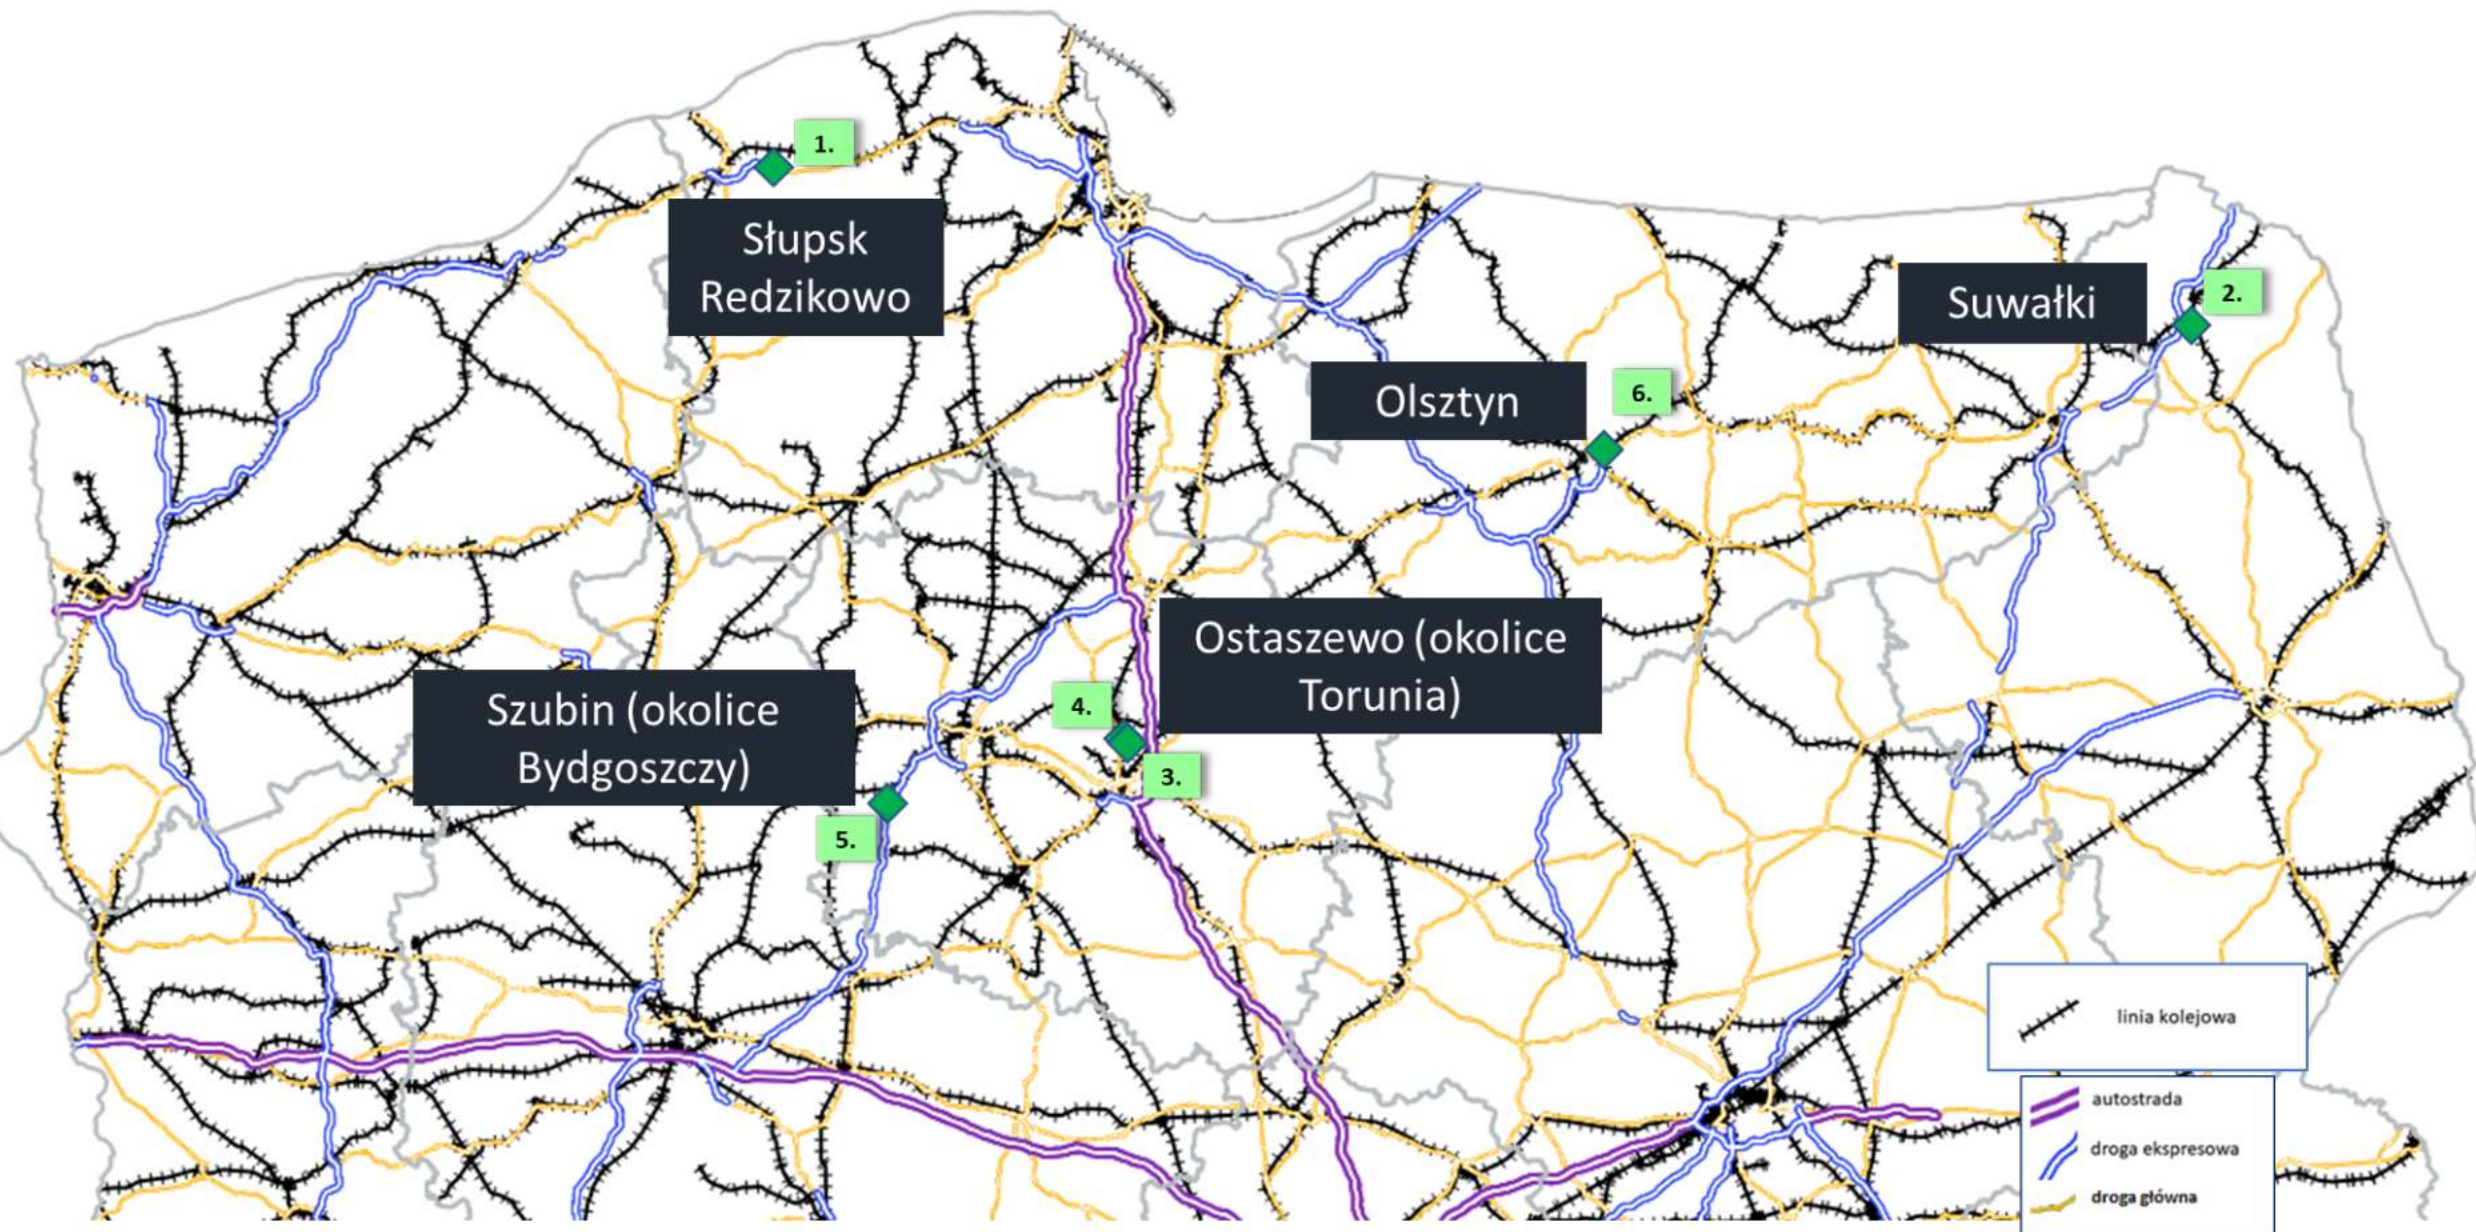 1.
Słupsk
Redzikowo
2.
Suwałki
Olsztyn
6.
Ostaszewo (okolice
Torunia)
Szubin (okolice
Bydgoszczy)
4.
3.
5.
linia kolejowa
autostrada
droga ekspresowa
droga główna